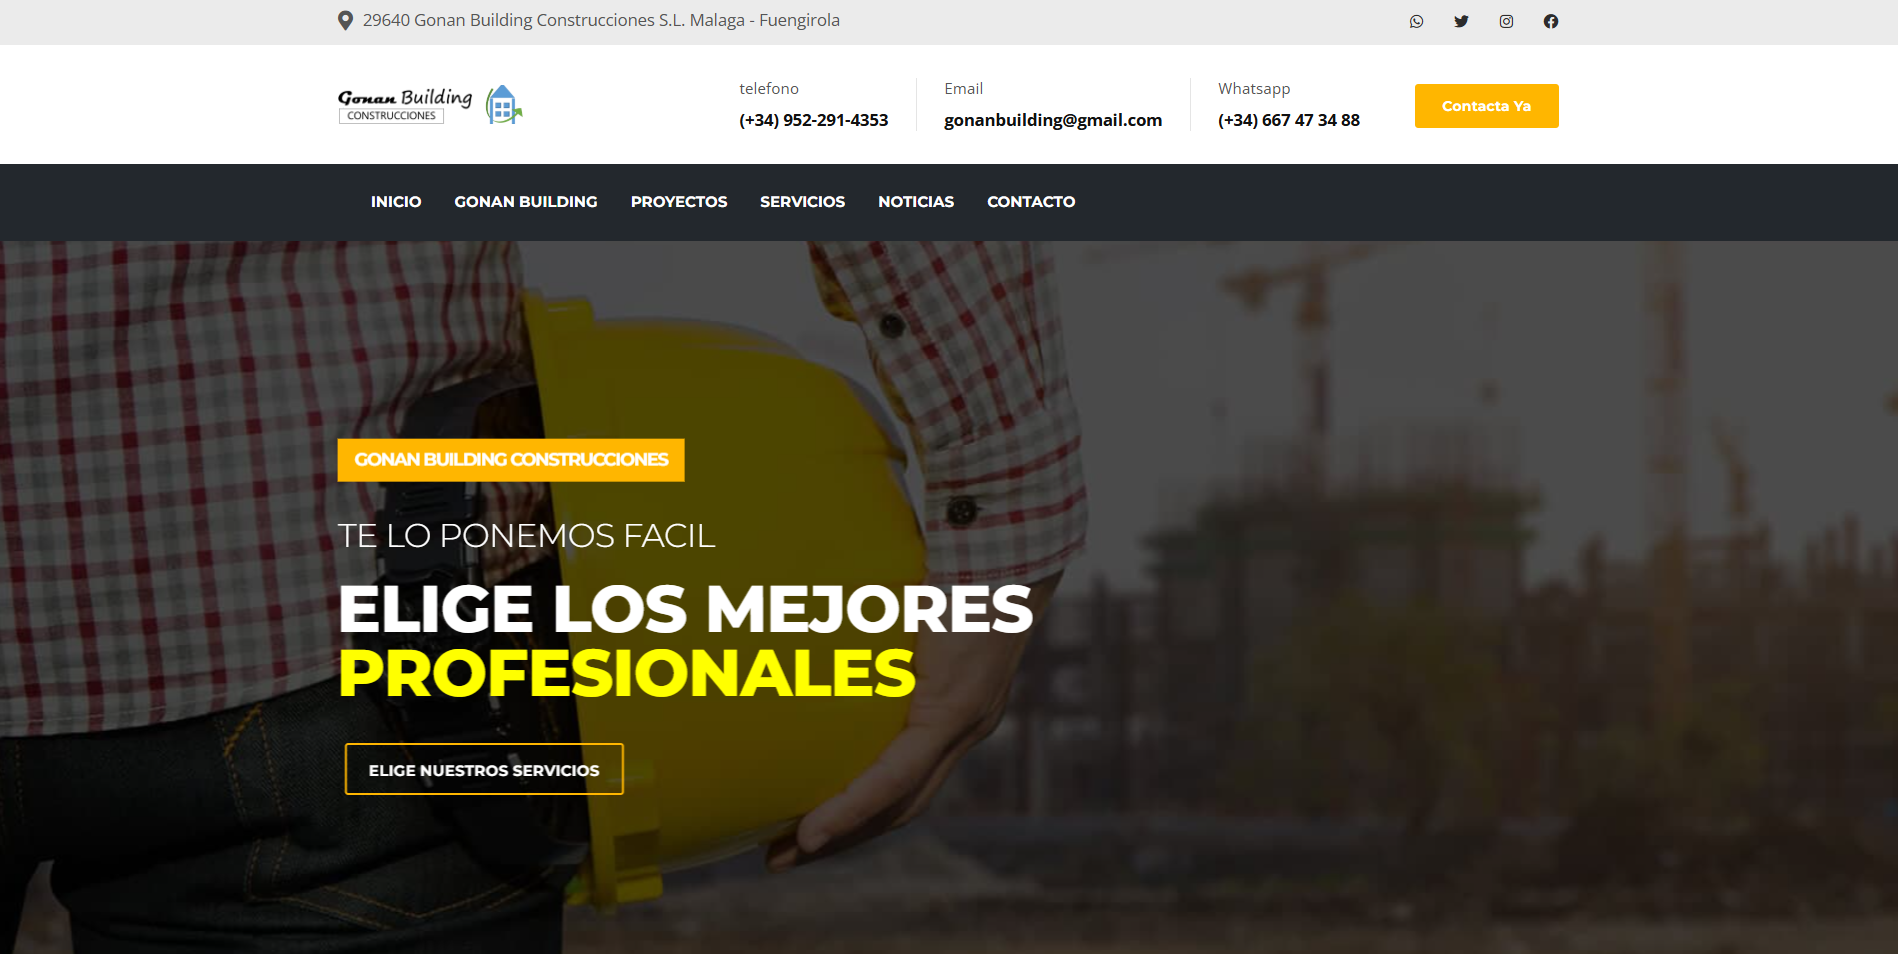 29640 Gonan Building Construcciones S.L. Malaga - Fuengirola
Gonan Building
CONSTRUCCIONES
telefono
(+34) 952-291-4353
Email
gonanbuilding@gmail.com
Whatsapp
(+34) 667 47 34 88
Contacta Ya
INICIO GONAN BUILDING PROYECTOS SERVICIOS NOTICIAS CONTACTO
GONAN BUILDING CONSTRUCCIONES
TE LO PONEMOS FACIL
ELIGE LOS MEJORES
PROFESIONALES
ELIGE NUESTROS SERVICIOS